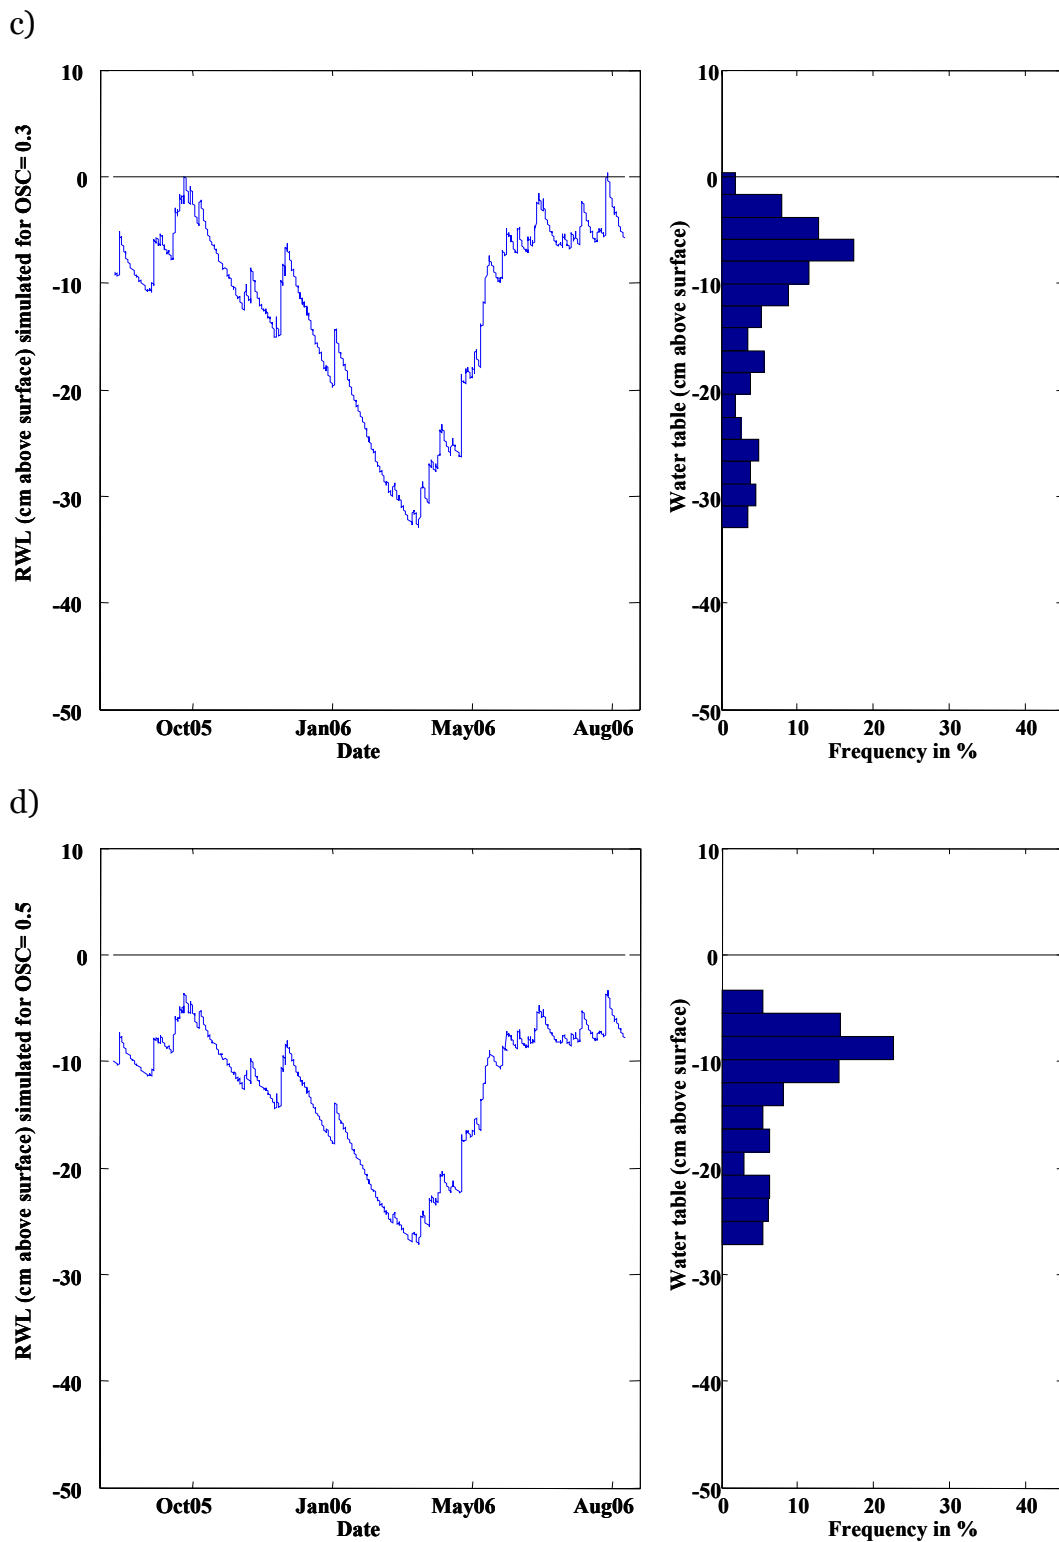 c)
RWL (cm above surface) simulated for OSC= 0.3
10
0
-10
-20
-30
-40
-50
Oct05 Jan06 May06 Aug06
Date
Water table (cm above surface)
10
0
-10
-20
-30
-40
-50
0 10 20 30 40
Frequency in %
d)
RWL (cm above surface) simulated for OSC= 0.5
10
0
-10
-20
-30
-40
-50
Oct05 Jan06 May06 Aug06
Date
Water table (cm above surface)
10
0
-10
-20
-30
-40
-50
0 10 20 30 40
Frequency in %